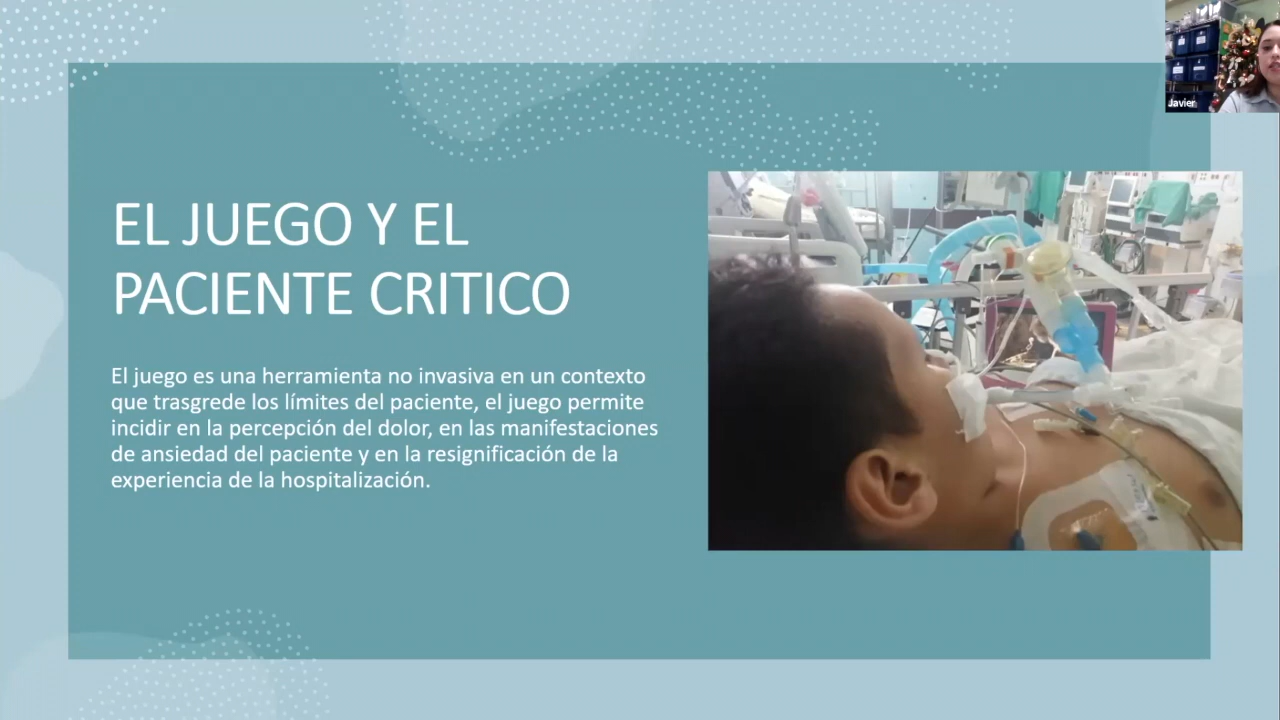 Javier
EL JUEGO Y EL
PACIENTE CRITICO
El juego es una herramienta no invasiva en un contexto
que trasgrede los límites del paciente, el juego permite
incidir en la percepción del dolor, en las manifestaciones
de ansiedad del paciente y en la resignificación de la
experiencia de la hospitalización.